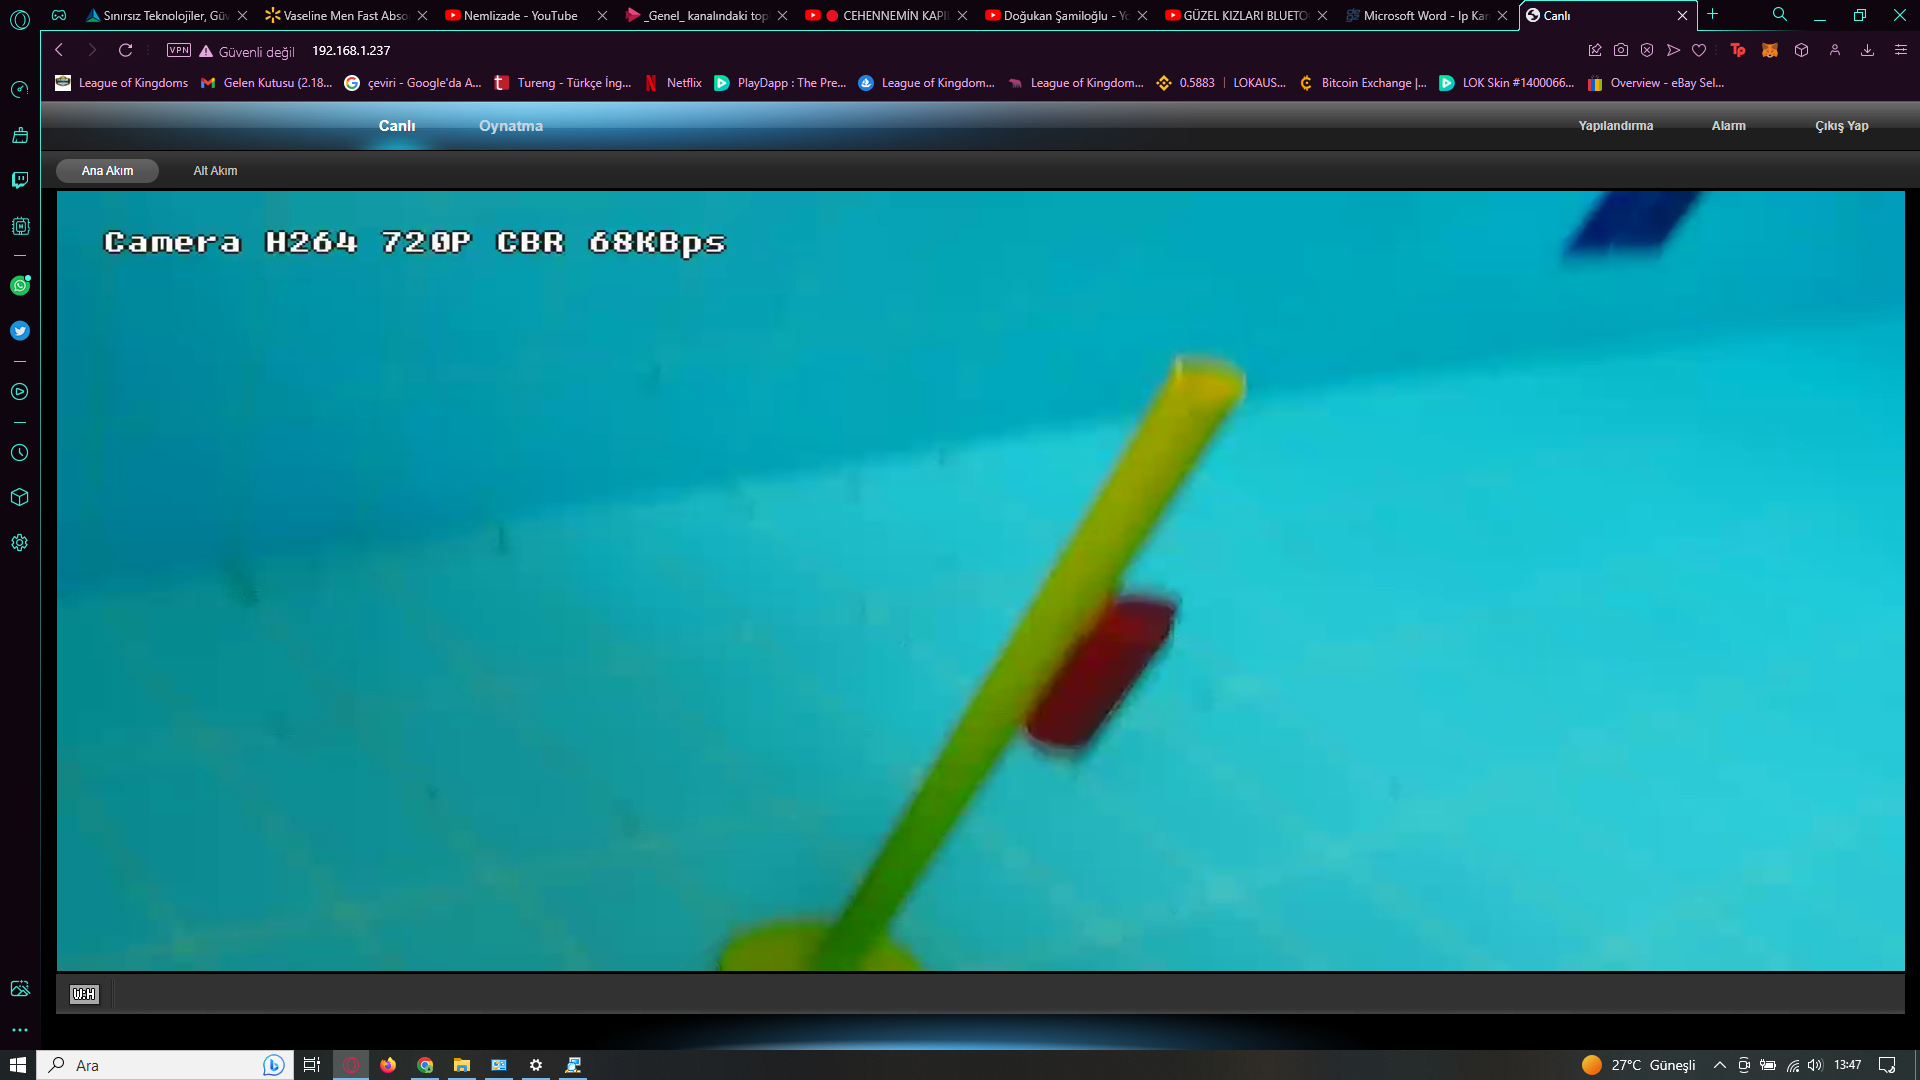 Sınırsız Teknolojiler, Güv
Vaseline Men Fast Abso
Nemlizade - YouTube
_Genel_ kanalındaki top
CEHENNEMİN KAPI
Doğukan Şamiloğlu - Yo
GÜZEL KIZLARI BLUETO
Microsoft Word - Ip Kam
Canlı
VPN
Güvenli değil
192.168.1.237
League of Kingdoms
Gelen Kutusu (2.18...
çeviri - Google'da A...
Tureng - Türkçe İng...
Netflix
PlayDapp : The Pre...
League of Kingdom...
League of Kingdom...
0.5883 | LOKAUS...
Bitcoin Exchange |...
LOK Skin #1400066...
Overview - eBay Sel...
Canlı
Oynatma
Yapılandırma
Alarm
Çıkış Yap
Ana Akım
Alt Akım
Camera H264 720P CBR 68KBps
W:H
Ara
27°C Güneşli
13:47